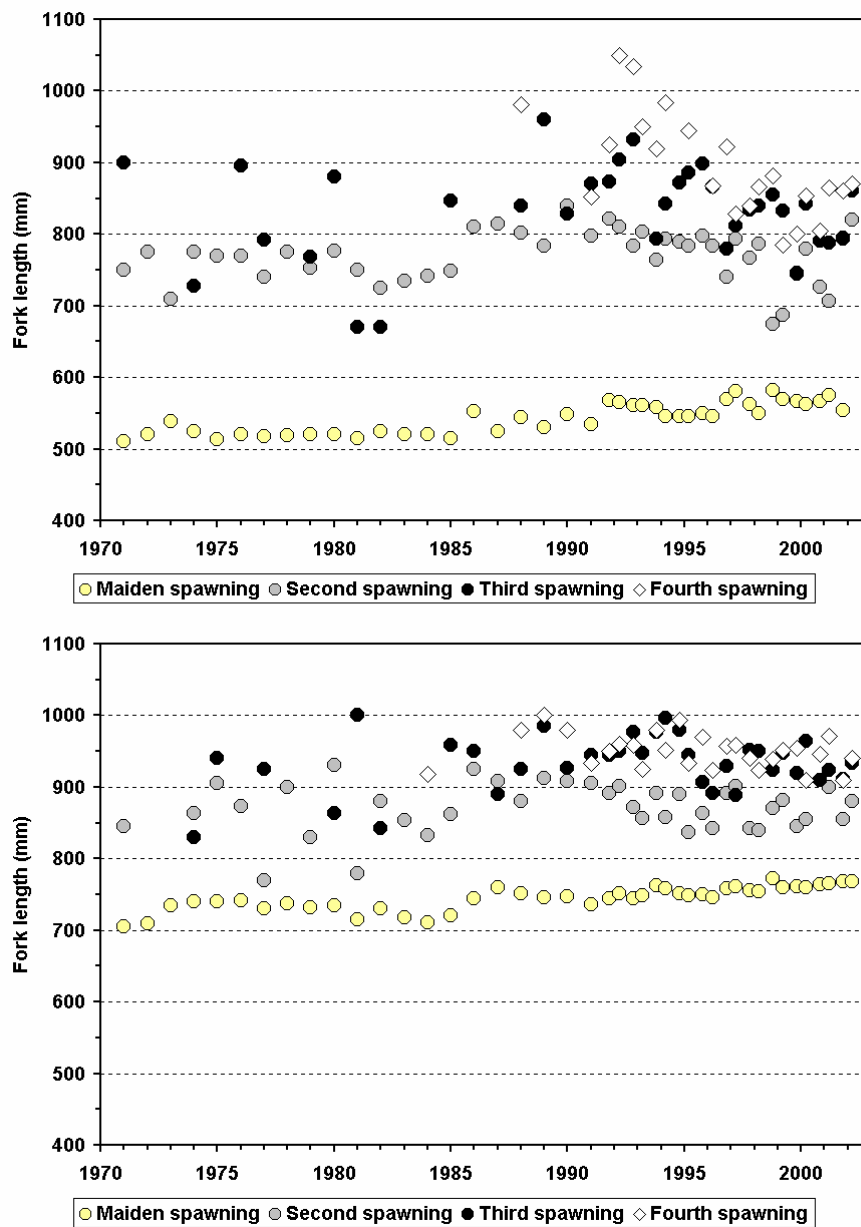 1100
1000
900
800
700
600
500
400
Fork length (mm)
1970 1975 1980 1985 1990 1995 2000
Maiden spawning Second spawning Third spawning Fourth spawning
1100
1000
900
800
700
600
500
400
Fork length (mm)
1970 1975 1980 1985 1990 1995 2000
Maiden spawning Second spawning Third spawning Fourth spawning